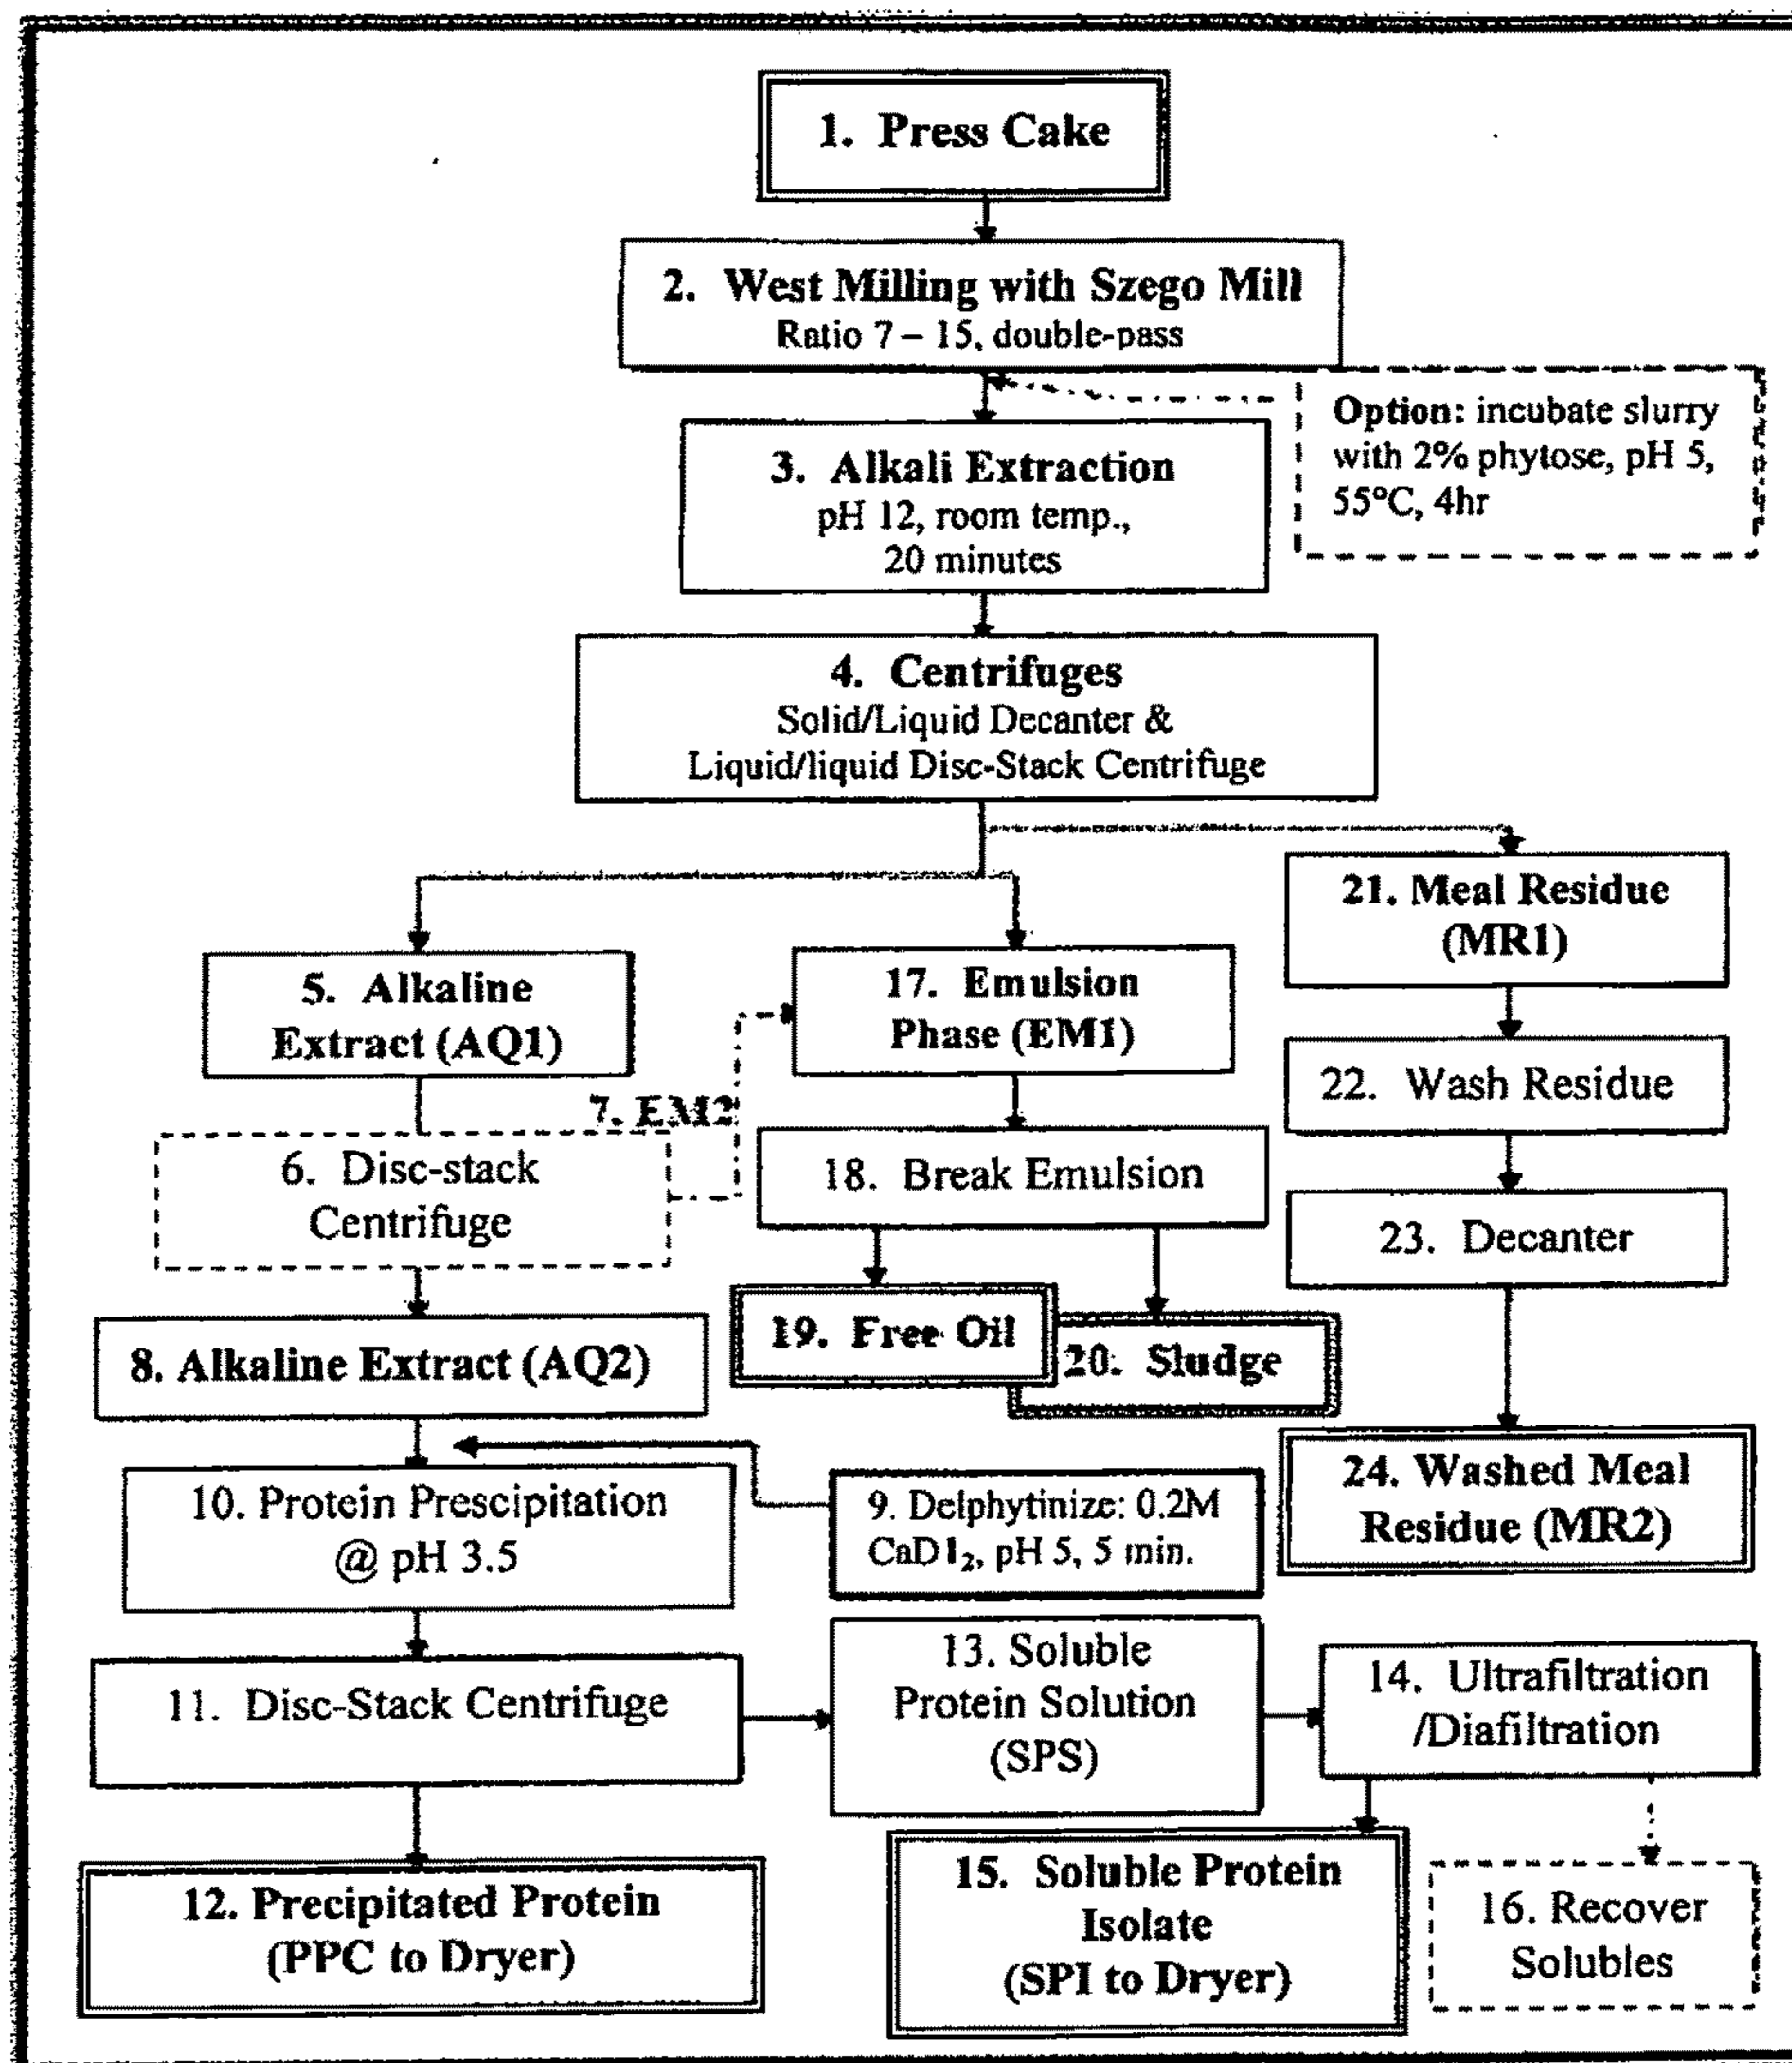 1. Press Cake
2. West Milling with Szego Mill
Ratio 7 – 15, double-pass
Option: incubate slurry
with 2% phytose, pH 5,
55°C, 4hr
3. Alkali Extraction
pH 12, room temp.,
20 minutes
4. Centrifuges
Solid/Liquid Decanter &
Liquid/liquid Disc-Stack Centrifuge
5. Alkaline
Extract (AQ1)
17. Emulsion
Phase (EM1)
21. Meal Residue
(MR1)
7. EM2
6. Disc-stack
Centrifuge
18. Break Emulsion
22. Wash Residue
23. Decanter
8. Alkaline Extract (AQ2)
19. Free Oil
20. Sludge
24. Washed Meal
Residue (MR2)
10. Protein Prescipitation
@ pH 3.5
9. Delphytinize: 0.2M
CaD1₂, pH 5, 5 min.
11. Disc-Stack Centrifuge
13. Soluble
Protein Solution
(SPS)
14. Ultrafiltration
/Diafiltration
12. Precipitated Protein
(PPC to Dryer)
15. Soluble Protein
Isolate
(SPI to Dryer)
16. Recover
Solubles